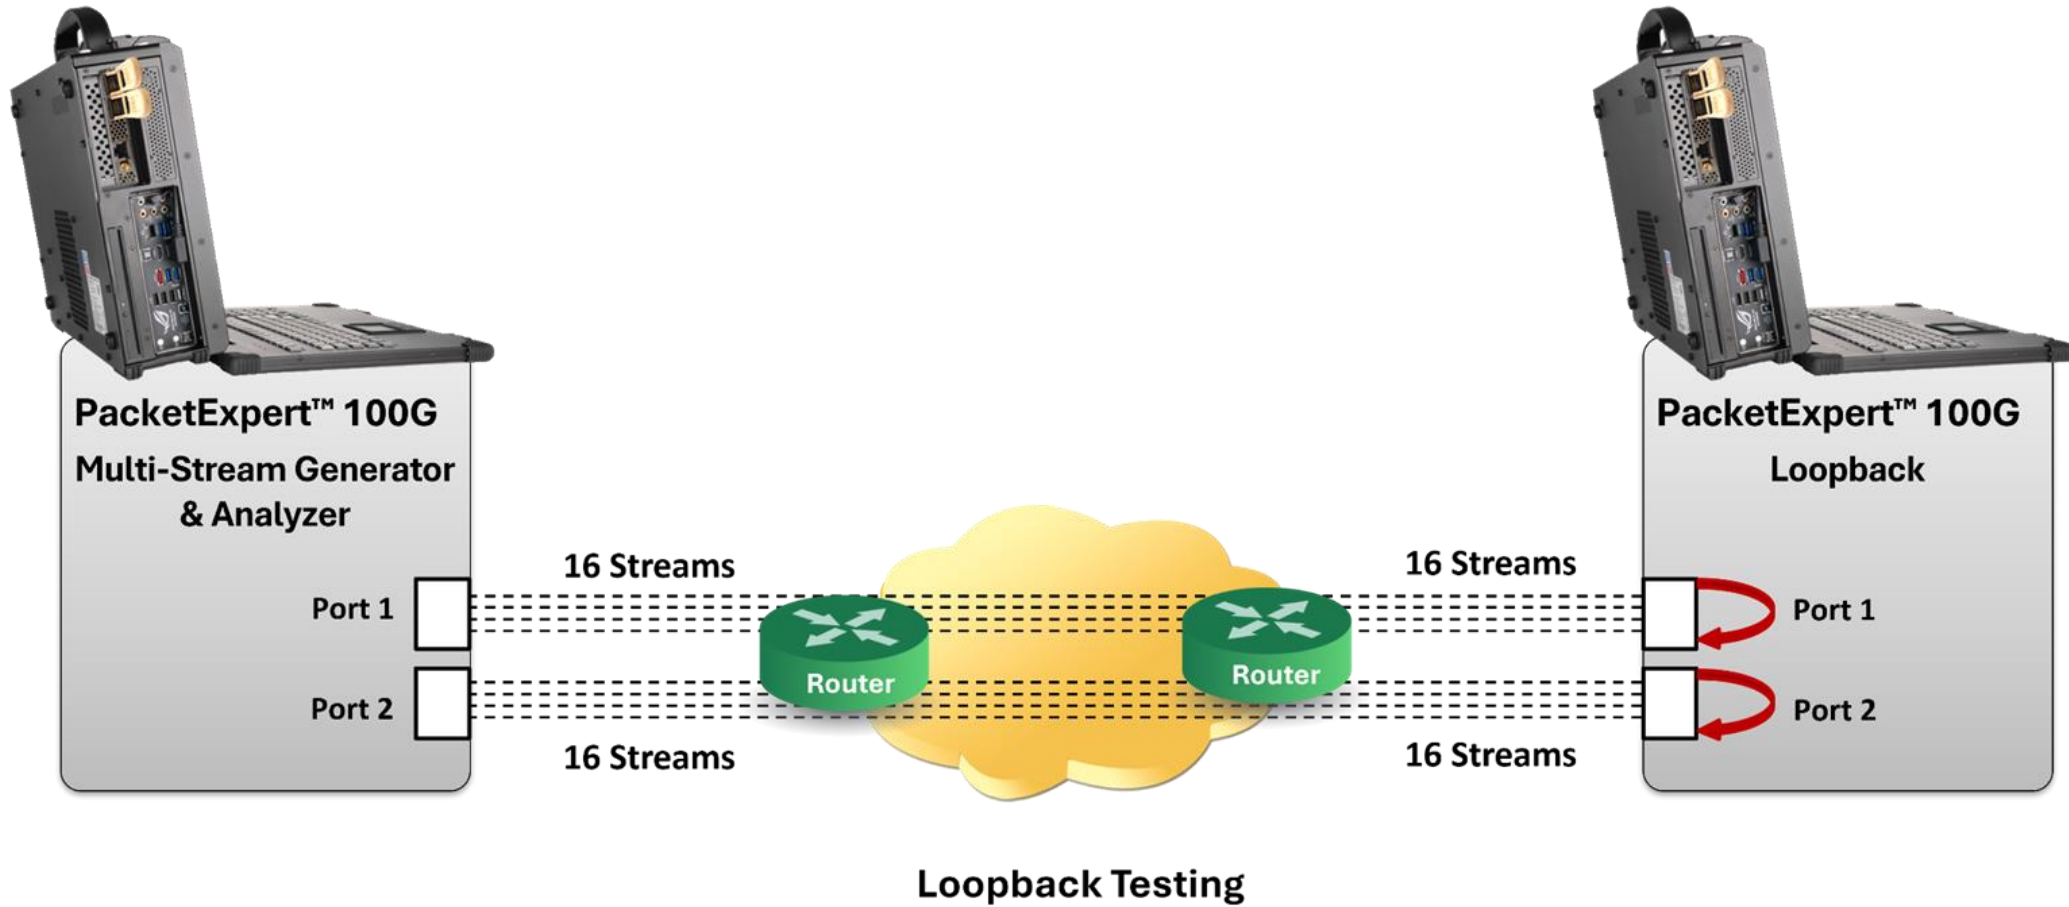 PacketExpert™ 100G
Multi-Stream Generator
& Analyzer
Port 1
Port 2
16 Streams
16 Streams
Router
Router
16 Streams
16 Streams
PacketExpert™ 100G
Loopback
Port 1
Port 2
Loopback Testing